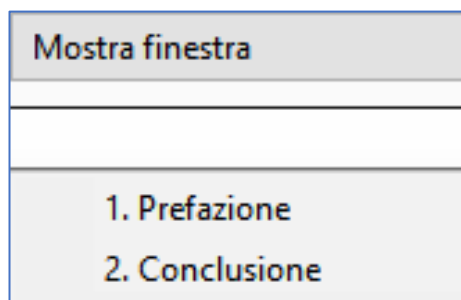 Mostra finestra
1. Prefazione
2. Conclusione